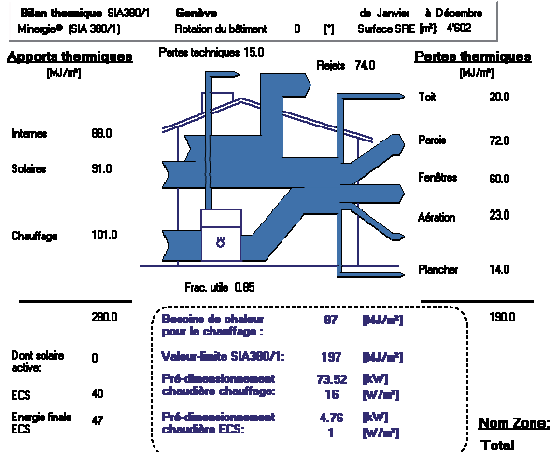 Bilan thermique SIA380/1 Genève de Janvier à Décembre
Minergie® (SIA 380/1) Rotation du bâtiment 0 [°] Surface SRE [m²] 4'602
Apports thermiques
[MJ/m²]
Pertes techniques 15.0
Rejets 74.0
Pertes thermiques
[MJ/m²]
Toit 20.0
Internes 88.0
Parois 72.0
Solaires 91.0
Fenêtres 60.0
Aération 23.0
Chauffage 101.0
Plancher 14.0
Frac. utile 0.85
280.0
190.0
Besoins de chaleur
pour le chauffage : 87 [MJ/m²]
Dont solaire
active: 0
Valeur-limite SIA380/1: 197 [MJ/m²]
Pré-dimensionnement 73.52 [kW]
chaudière chauffage: 16 [W/m²]
ECS 40
Energie finale
ECS 47
Pré-dimensionnement 4.76 [kW]
chaudière ECS: 1 [W/m²]
Nom Zone:
Total